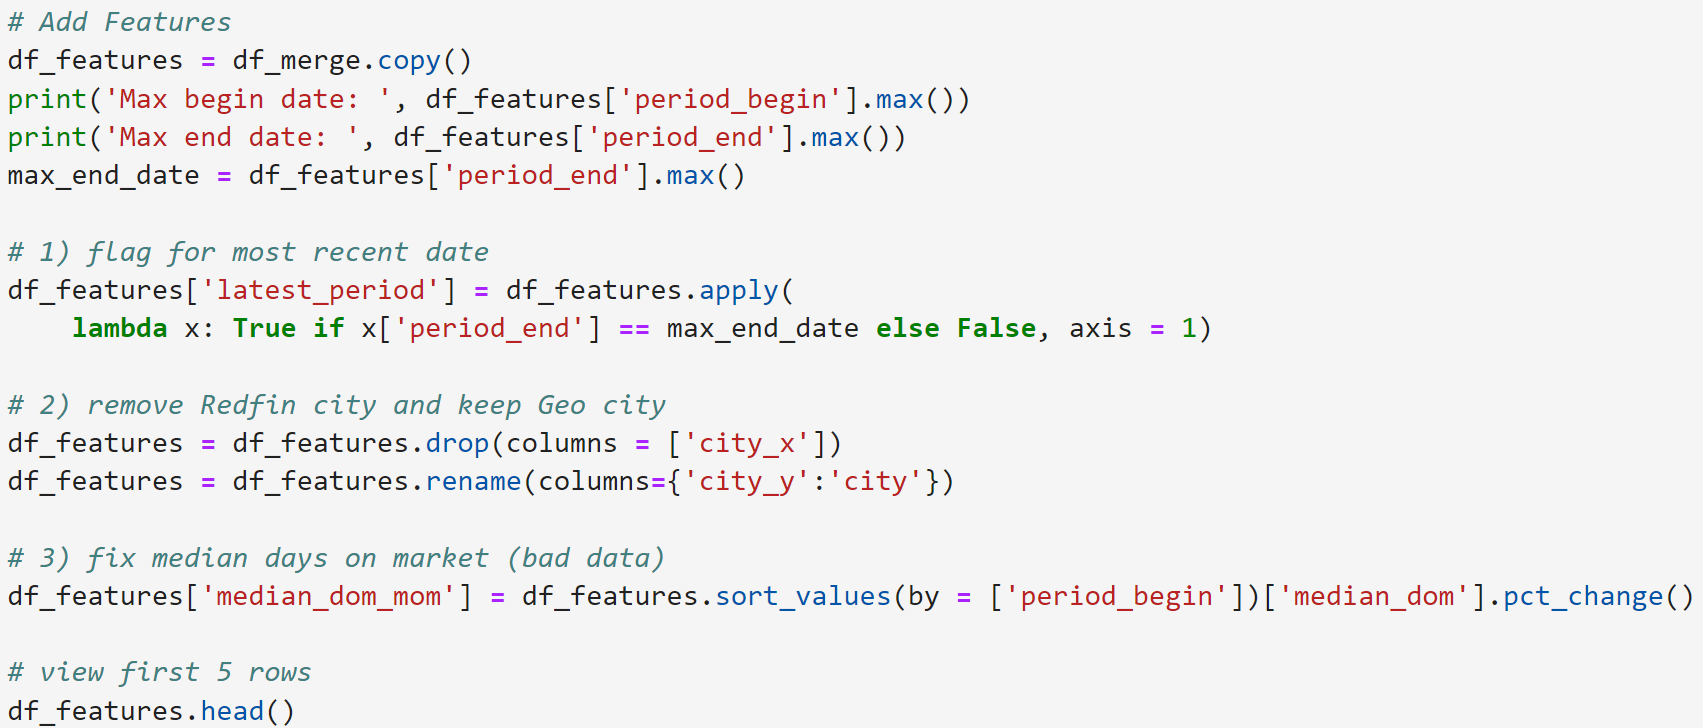 # Add Features
df_features = df_merge.copy()
print('Max begin date: ', df_features['period_begin'].max())
print('Max end date: ', df_features['period_end'].max())
max_end_date = df_features['period_end'].max()

# 1) flag for most recent date
df_features['latest_period'] = df_features.apply(
    lambda x: True if x['period_end'] == max_end_date else False, axis = 1)

# 2) remove Redfin city and keep Geo city
df_features = df_features.drop(columns = ['city_x'])
df_features = df_features.rename(columns={'city_y':'city'})

# 3) fix median days on market (bad data)
df_features['median_dom_mom'] = df_features.sort_values(by = ['period_begin'])['median_dom'].pct_change()

# view first 5 rows
df_features.head()